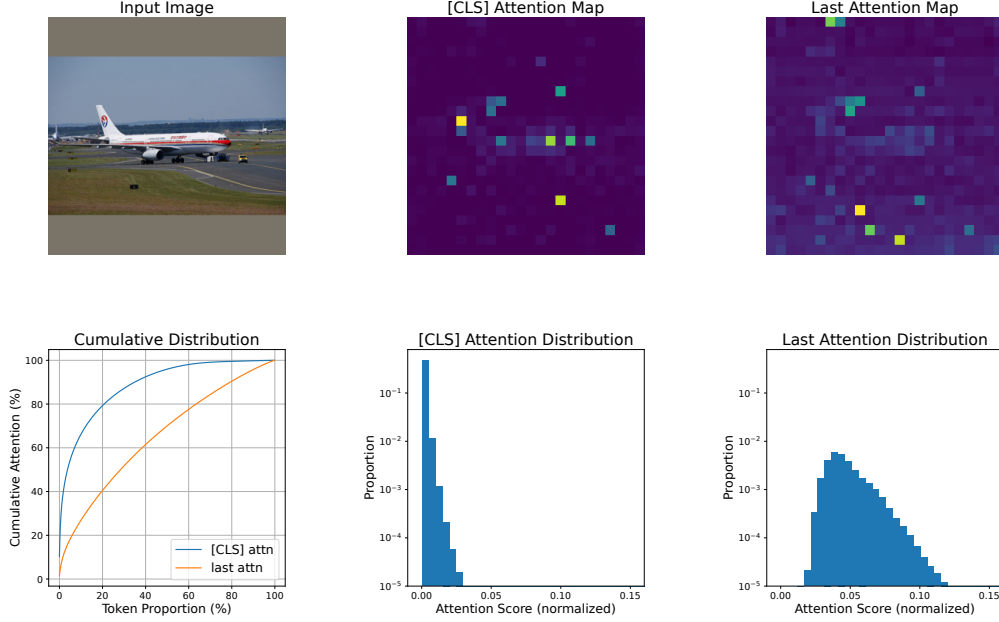 Input Image
[CLS] Attention Map
Last Attention Map
Cumulative Distribution
Cumulative Attention (%)
100
80
60
40
20
0
[CLS] attn
last attn
0 20 40 60 80 100
Token Proportion (%)
[CLS] Attention Distribution
Proportion
10⁻¹
10⁻²
10⁻³
10⁻⁴
10⁻⁵
0.00 0.05 0.10 0.15
Attention Score (normalized)
Last Attention Distribution
Proportion
10⁻¹
10⁻²
10⁻³
10⁻⁴
10⁻⁵
0.00 0.05 0.10 0.15
Attention Score (normalized)